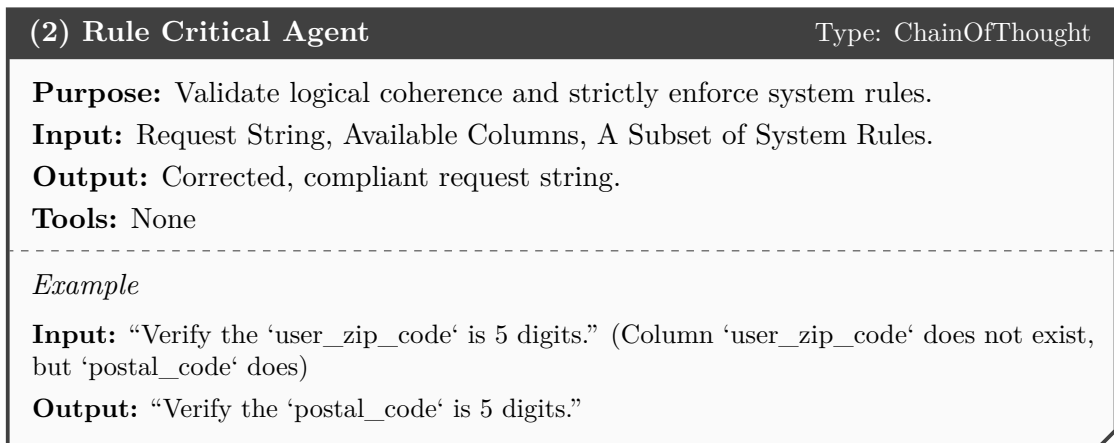 (2) Rule Critical Agent Type: ChainOfThought
Purpose: Validate logical coherence and strictly enforce system rules.
Input: Request String, Available Columns, A Subset of System Rules.
Output: Corrected, compliant request string.
Tools: None
Example
Input: “Verify the ‘user_zip_code‘ is 5 digits.” (Column ‘user_zip_code‘ does not exist,
but ‘postal_code‘ does)
Output: “Verify the ‘postal_code‘ is 5 digits.”